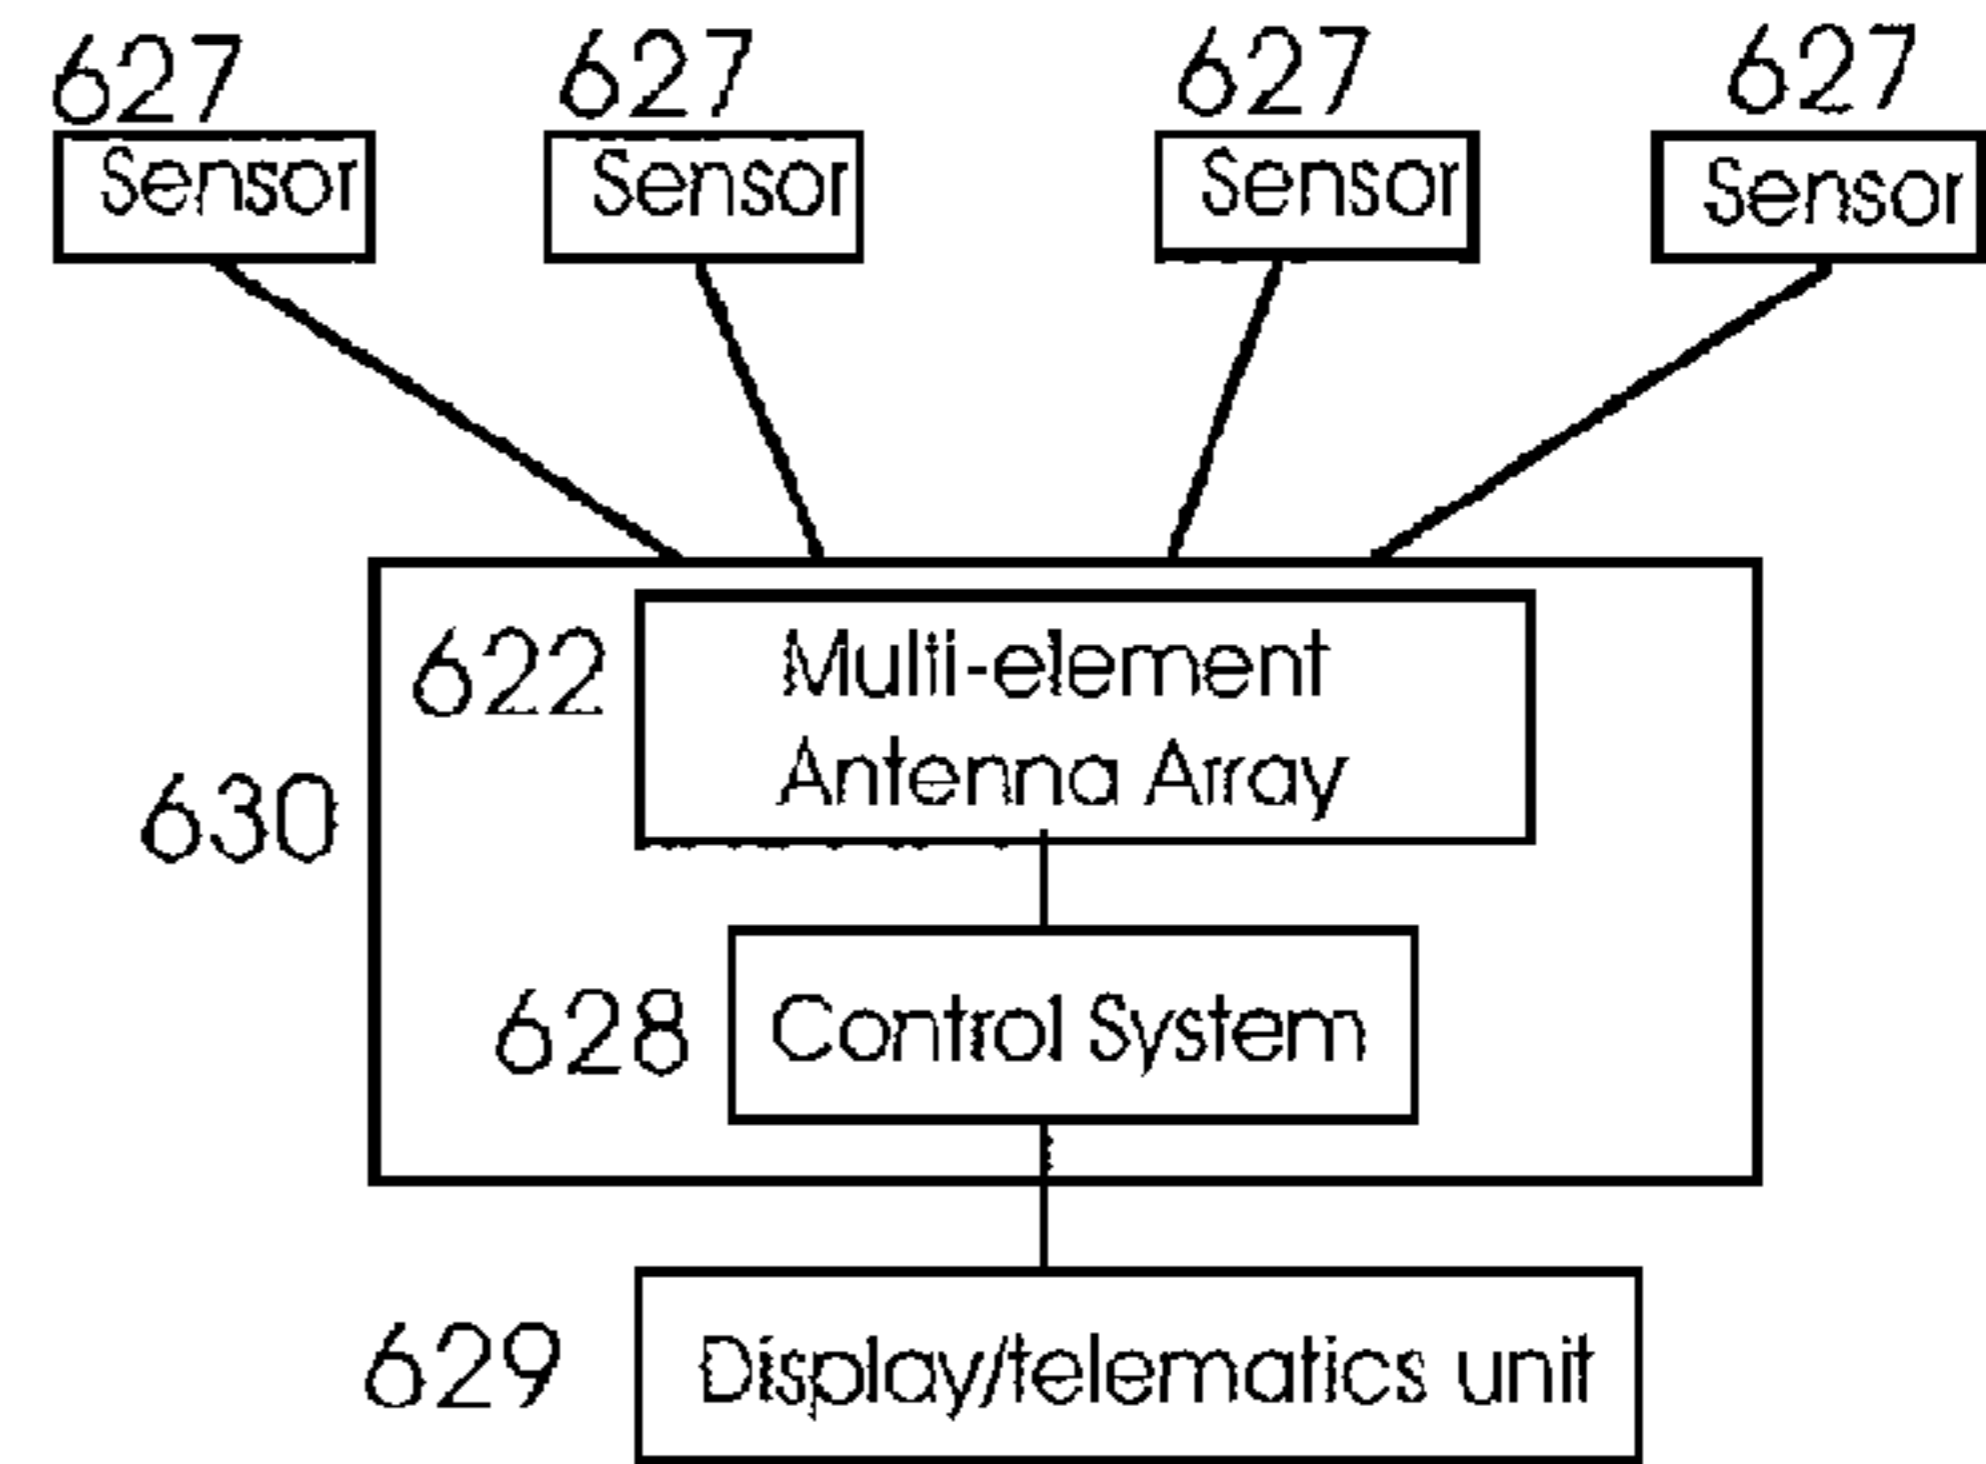 627 627 627 627
Sensor Sensor Sensor Sensor
622
Multi-element
Antenna Array
630
628 Control System
629 Display/telematics unit